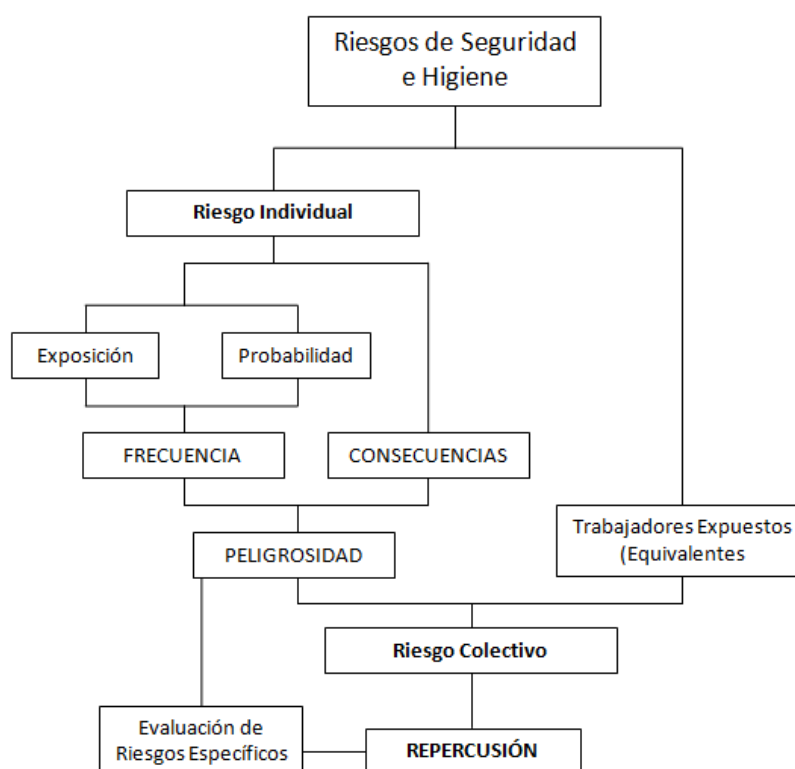 Riesgos de Seguridad
e Higiene
Riesgo Individual
Exposición
Probabilidad
FRECUENCIA
CONSECUENCIAS
Trabajadores Expuestos
(Equivalentes
PELIGROSIDAD
Riesgo Colectivo
Evaluación de
Riesgos Específicos
REPERCUSIÓN